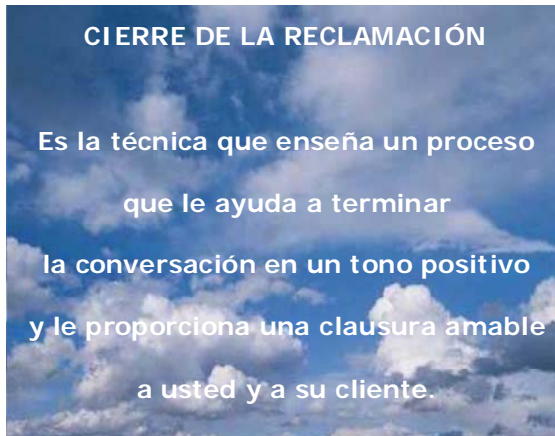 CIERRE DE LA RECLAMACIÓN
Es la técnica que enseña un proceso
que le ayuda a terminar
la conversación en un tono positivo
y le proporciona una clausura amable
a usted y a su cliente.